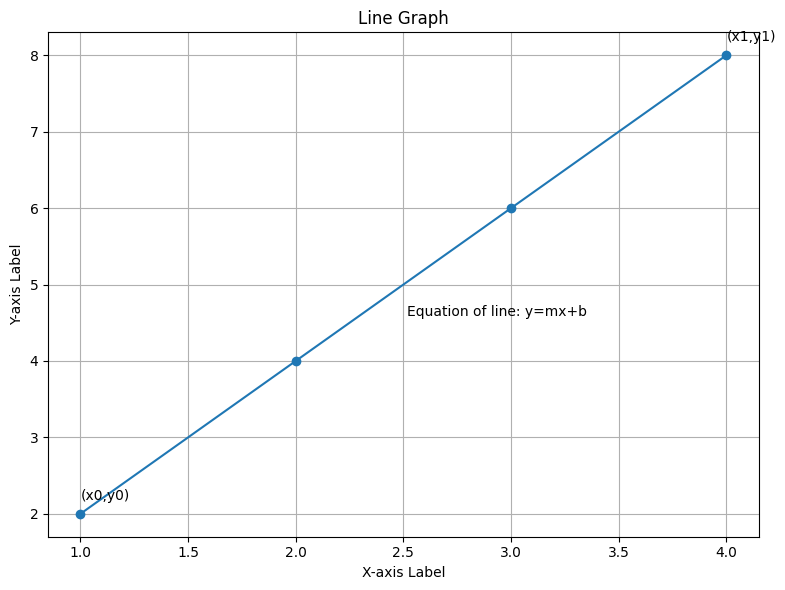 Line Graph
(x1,y1)
8
7
6
5
4
3
2
Y-axis Label
Equation of line: y=mx+b
(x0,y0)
1.0 1.5 2.0 2.5 3.0 3.5 4.0
X-axis Label